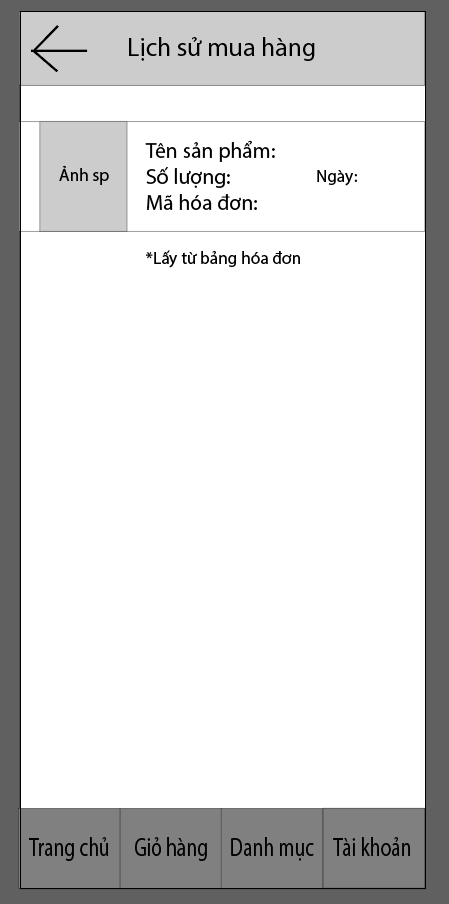 Lịch sử mua hàng
Ảnh sp
Tên sản phẩm:
Số lượng:
Ngày:
Mã hóa đơn:
*Lấy từ bảng hóa đơn
Trang chủ
Giỏ hàng
Danh mục
Tài khoản